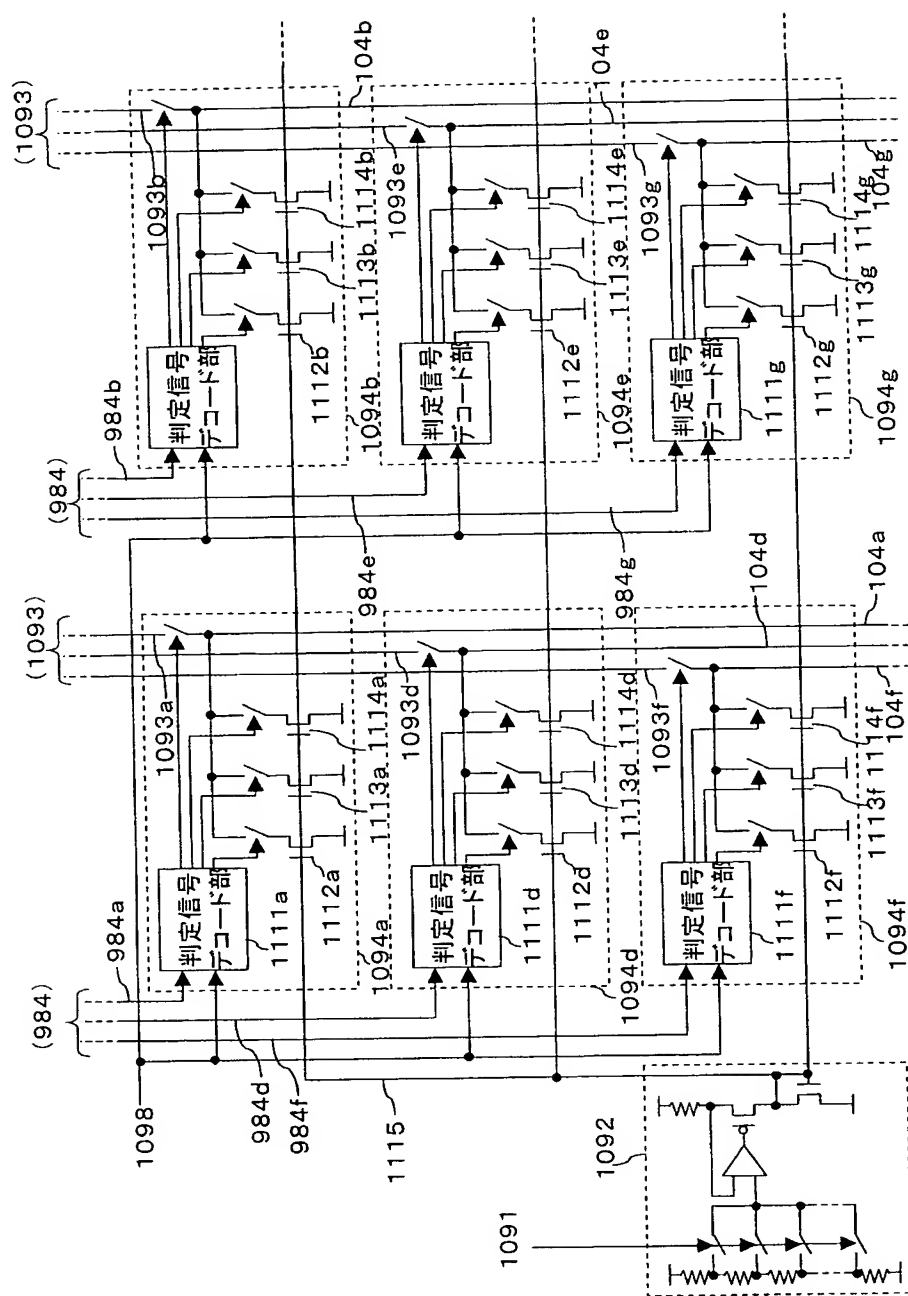 (1093)
1093b
104b
984b
判定信号
デコード部
1112b
1113b
1114b
1094b
(984)
1093e
104e
984e
判定信号
デコード部
1112e
1113e
1114e
1094e
1093g
104g
984g
判定信号
デコード部
1111g
1112g
1113g
1114g
1094g
(1093)
1093a
104a
984a
判定信号
デコード部
1111a
1112a
1113a
1114a
1094a
(984)
1093d
104d
984d
判定信号
デコード部
1111d
1112d
1113d
1114d
1094d
1093f
104f
984f
判定信号
デコード部
1111f
1112f
1113f
1114f
1094f
1098
1115
1092
1091